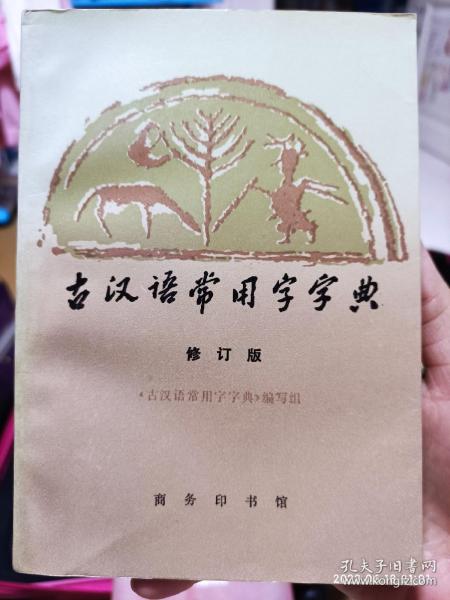 古汉语常用字字典
修订版
《古汉语常用字字典》编写组
商务印书馆
孔夫子旧书网